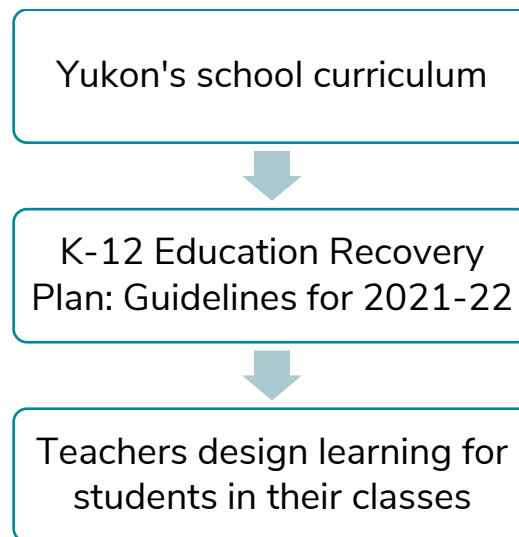 Yukon's school curriculum
K-12 Education Recovery
Plan: Guidelines for 2021-22
Teachers design learning for
students in their classes